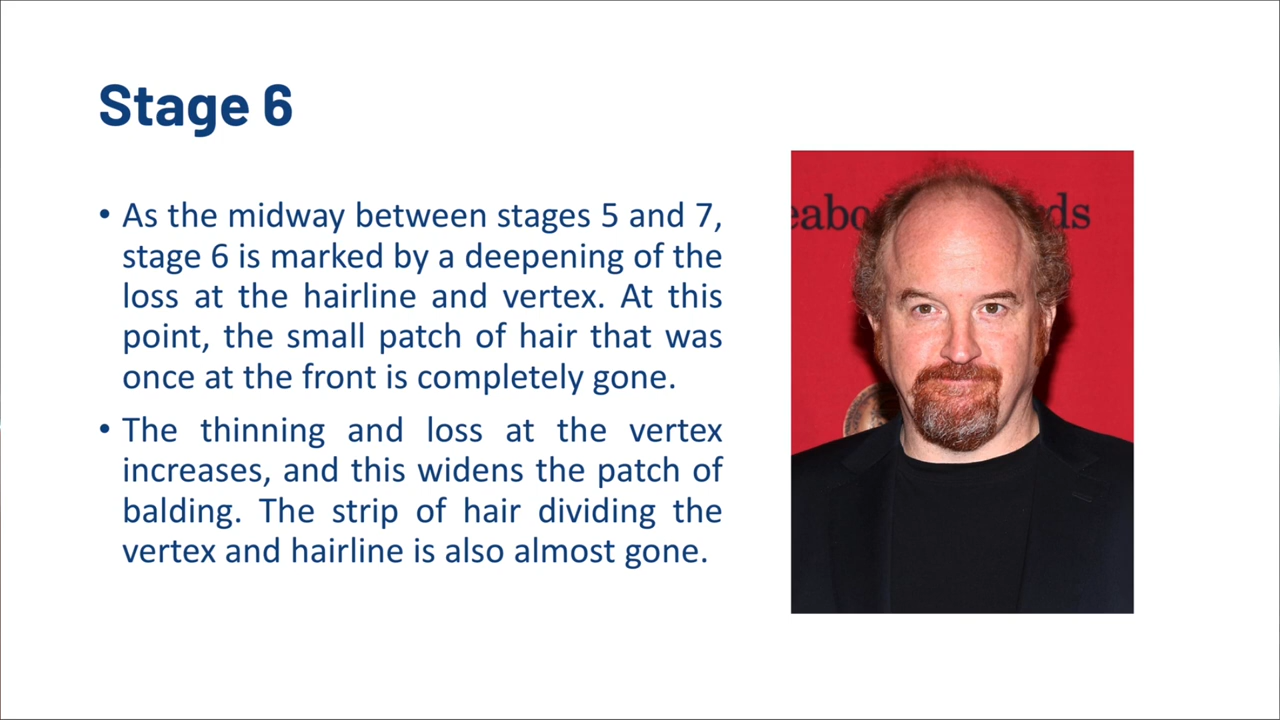 Stage 6
• As the midway between stages 5 and 7,
stage 6 is marked by a deepening of the
loss at the hairline and vertex. At this
point, the small patch of hair that was
once at the front is completely gone.
• The thinning and loss at the vertex
increases, and this widens the patch of
balding. The strip of hair dividing the
vertex and hairline is also almost gone.
eabo ds